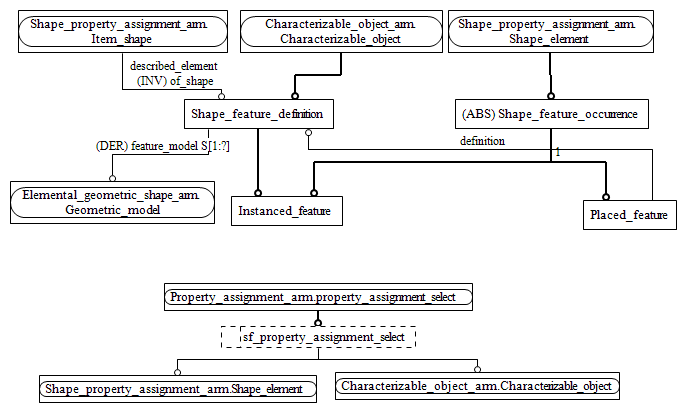 Shape_property_assignment_arm.
Item_shape
Characterizable_object_arm.
Characterizable_object
Shape_property_assignment_arm.
Shape_element
described_element
(INV) of_shape
Shape_feature_definition
(ABS) Shape_feature_occurrence
(DER) feature_model S[1:?]
definition
1
Elemental_geometric_shape_arm.
Geometric_model
Instanced_feature
Placed_feature
Property_assignment_arm.property_assignment_select
sf_property_assignment_select
Shape_property_assignment_arm.Shape_element
Characterizable_object_arm.Characterizable_object